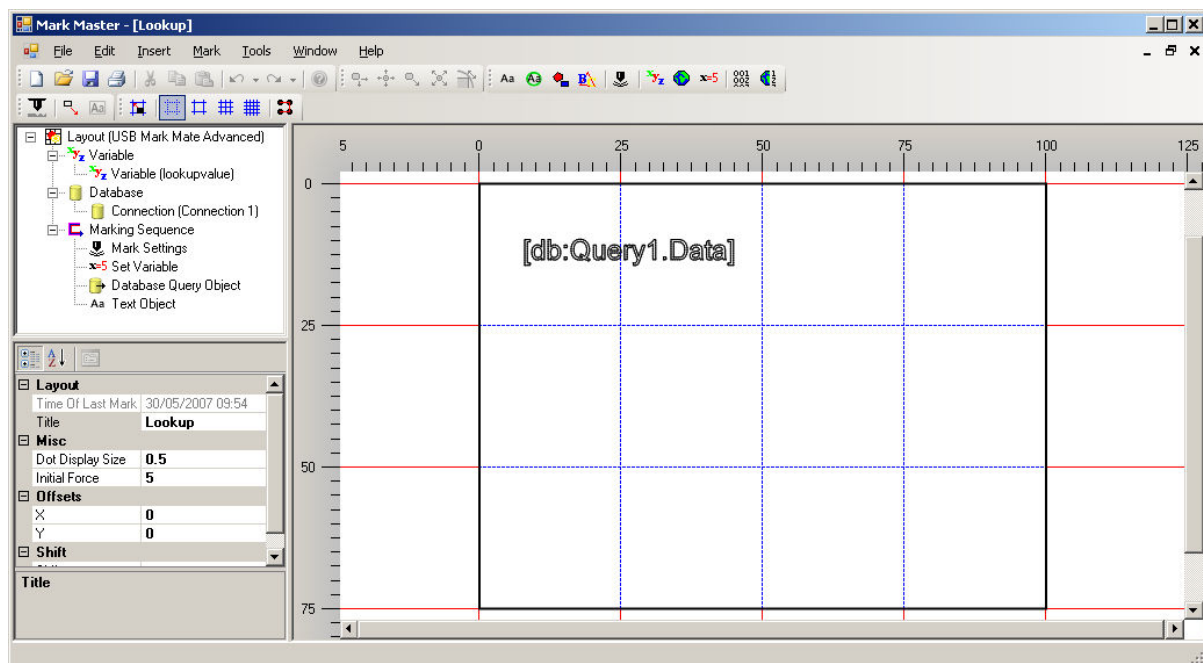 Mark Master - [Lookup]
File Edit Insert Mark Tools Window Help
Layout (USB Mark Mate Advanced)
Variable
Variable (lookupvalue)
Database
Connection (Connection 1)
Marking Sequence
Mark Settings
x=5 Set Variable
Database Query Object
Aa Text Object
Layout
Time Of Last Mark 30/05/2007 09:54
Title Lookup
Misc
Dot Display Size 0.5
Initial Force 5
Offsets
X 0
Y 0
Shift
Title
5 0 25 50 75 100 125
0
[db:Query1.Data]
25
50
75